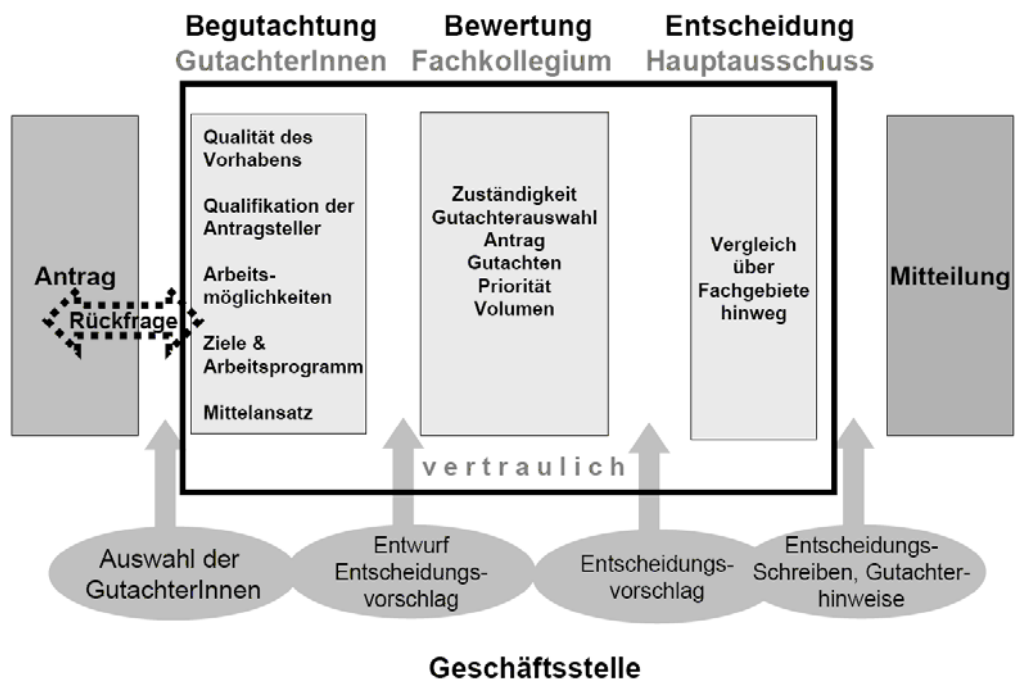 Begutachtung
GutachterInnen
Bewertung
Fachkollegium
Entscheidung
Hauptausschuss
Antrag
Rückfrage
Qualität des
Vorhabens
Qualifikation der
Antragsteller
Arbeits-
möglichkeiten
Ziele &
Arbeitsprogramm
Mittelansatz
Zuständigkeit
Gutachterauswahl
Antrag
Gutachten
Priorität
Volumen
Vergleich
über
Fachgebiete
hinweg
Mitteilung
vertraulich
Auswahl der
GutachterInnen
Entwurf
Entscheidungs-
vorschlag
Entscheidungs-
vorschlag
Entscheidungs-
Schreiben, Gutachter-
hinweise
Geschäftsstelle